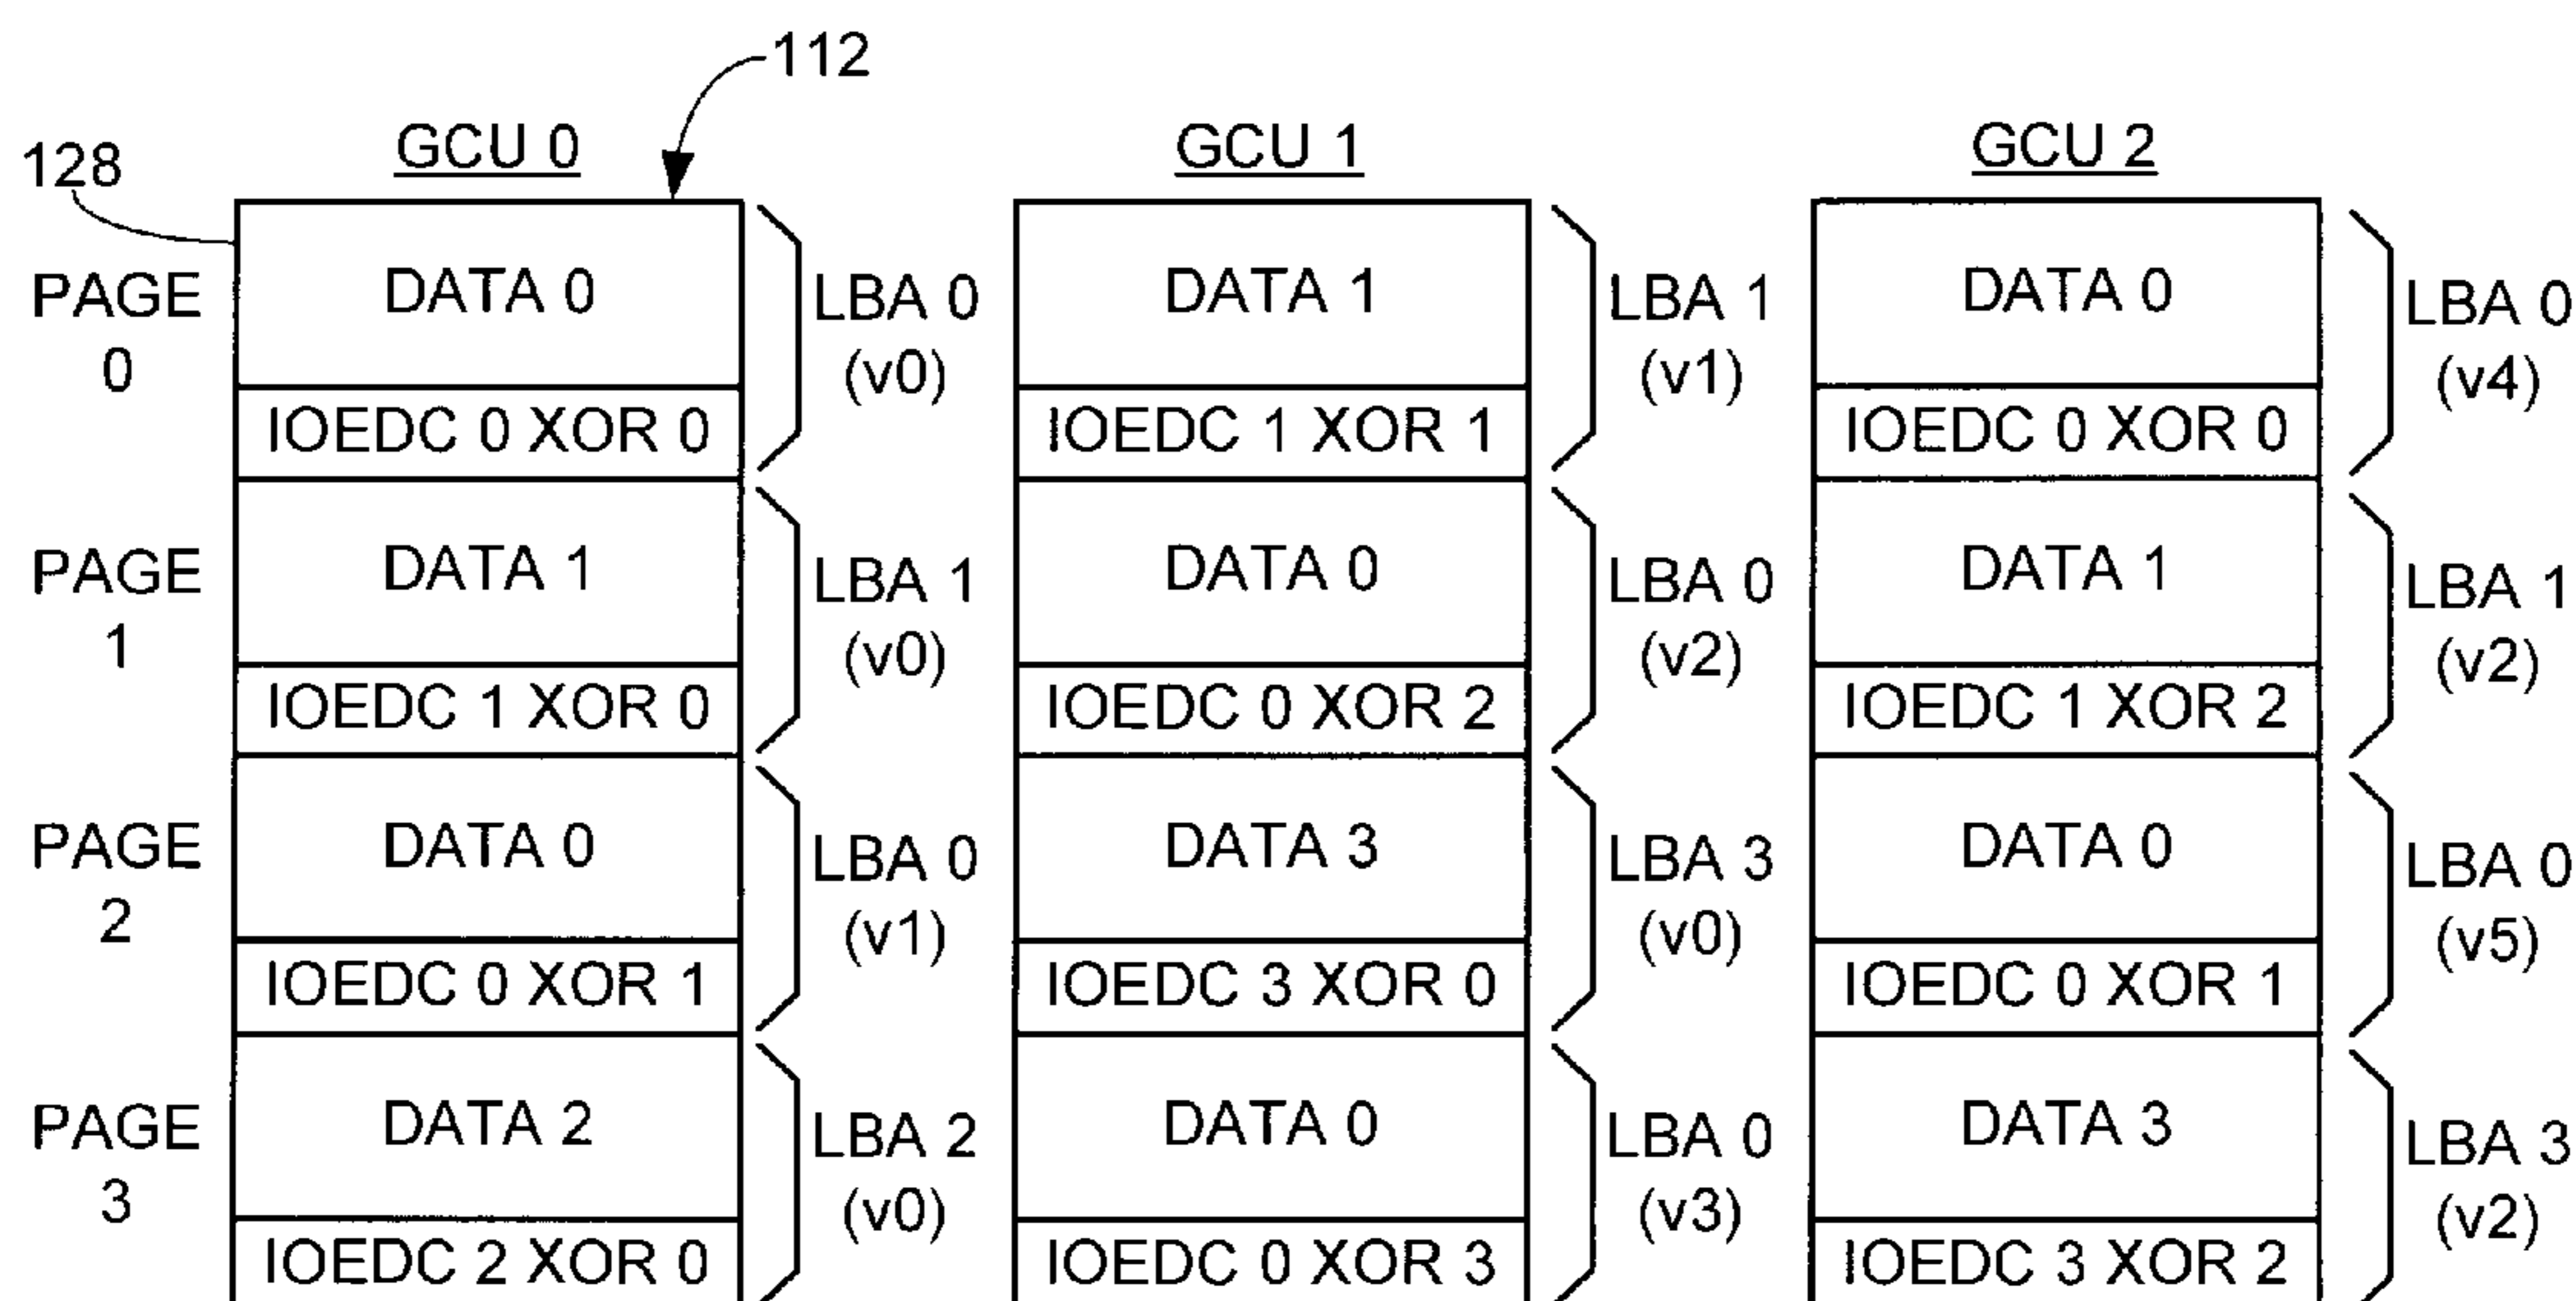 112
GCU 0
GCU 1
GCU 2
128
PAGE
0
DATA 0
IOEDC 0 XOR 0
LBA 0
(v0)
DATA 1
IOEDC 1 XOR 1
LBA 1
(v1)
DATA 0
IOEDC 0 XOR 0
LBA 0
(v4)
PAGE
1
DATA 1
IOEDC 1 XOR 0
LBA 1
(v0)
DATA 0
IOEDC 0 XOR 2
LBA 0
(v2)
DATA 1
IOEDC 1 XOR 2
LBA 1
(v2)
PAGE
2
DATA 0
IOEDC 0 XOR 1
LBA 0
(v1)
DATA 3
IOEDC 3 XOR 0
LBA 3
(v0)
DATA 0
IOEDC 0 XOR 1
LBA 0
(v5)
PAGE
3
DATA 2
IOEDC 2 XOR 0
LBA 2
(v0)
DATA 0
IOEDC 0 XOR 3
LBA 0
(v3)
DATA 3
IOEDC 3 XOR 2
LBA 3
(v2)